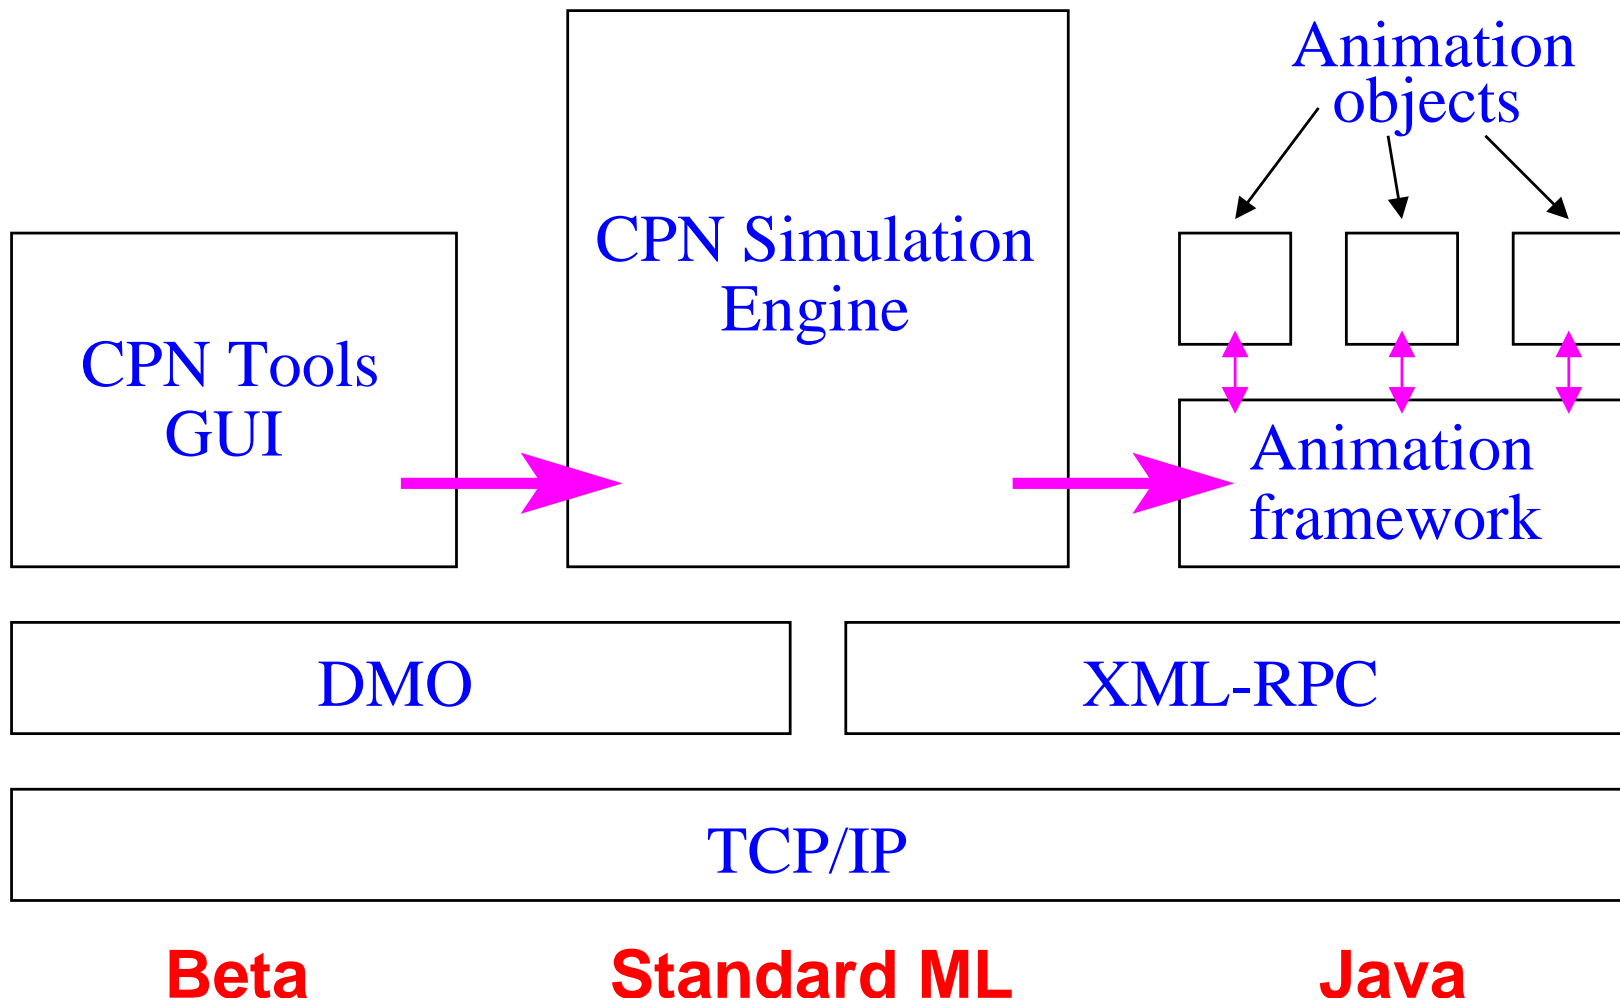 Animation
objects
CPN Simulation
Engine
CPN Tools
GUI
Animation
framework
DMO
XML-RPC
TCP/IP
Beta
Standard ML
Java